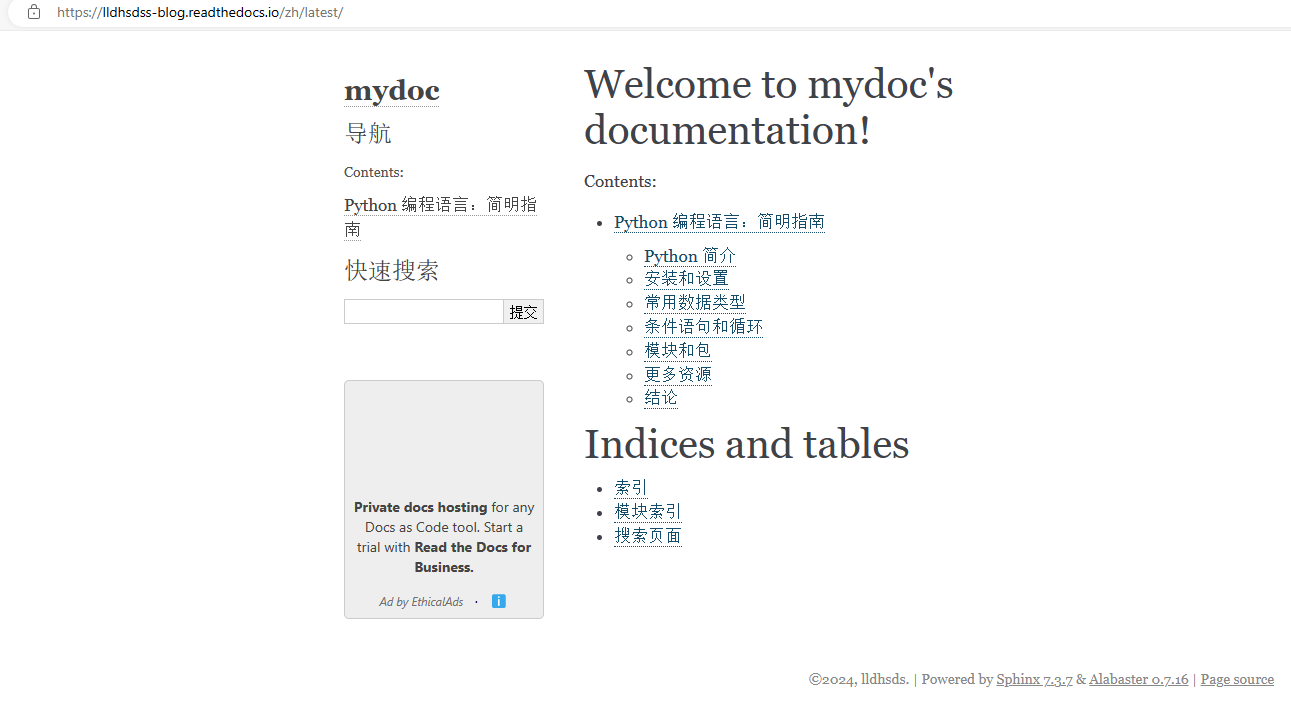 https://lldhsdss-blog.readthedocs.io/zh/latest/
mydoc
导航
Contents:
Python 编程语言：简明指
南
快速搜索
提交
Private docs hosting for any
Docs as Code tool. Start a
trial with Read the Docs for
Business.
Ad by EthicalAds · i
Welcome to mydoc's
documentation!
Contents:
Python 编程语言：简明指南
Python 简介
安装和设置
常用数据类型
条件语句和循环
模块和包
更多资源
结论
Indices and tables
索引
模块索引
搜索页面
©2024, lldhsds. | Powered by Sphinx 7.3.7 & Alabaster 0.7.16 | Page source